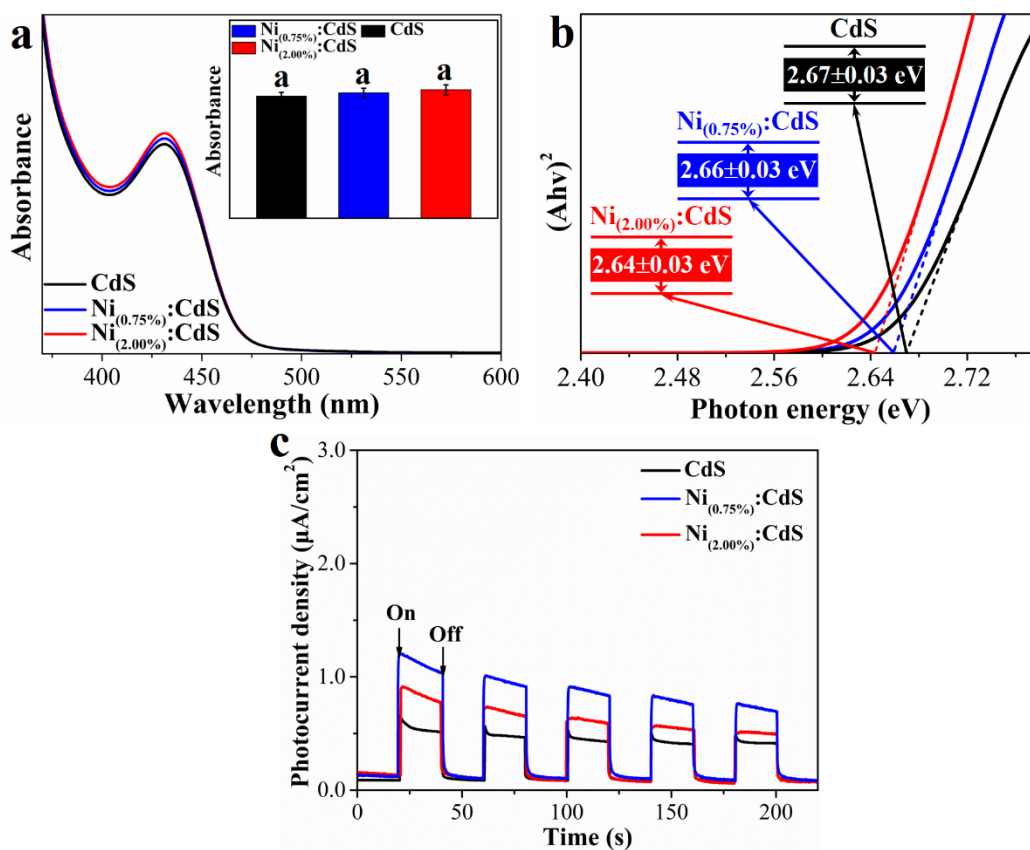 a
Ni(0.75%):CdS CdS
Ni(2.00%):CdS
Absorbance
a a a
Absorbance
CdS
Ni(0.75%):CdS
Ni(2.00%):CdS
400 450 500 550 600
Wavelength (nm)
b
CdS
2.67±0.03 eV
Ni(0.75%):CdS
2.66±0.03 eV
Ni(2.00%):CdS
2.64±0.03 eV
(Ahv)2
2.40 2.48 2.56 2.64 2.72
Photon energy (eV)
c
CdS
Ni(0.75%):CdS
Ni(2.00%):CdS
3.0
2.0
1.0
0.0
Photocurrent density (µA/cm2)
On
Off
0 50 100 150 200
Time (s)